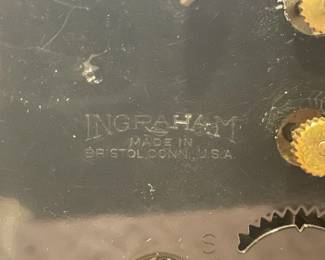 INGRAHAM
MADE IN
BRISTOL, CONN., U.S.A.
S